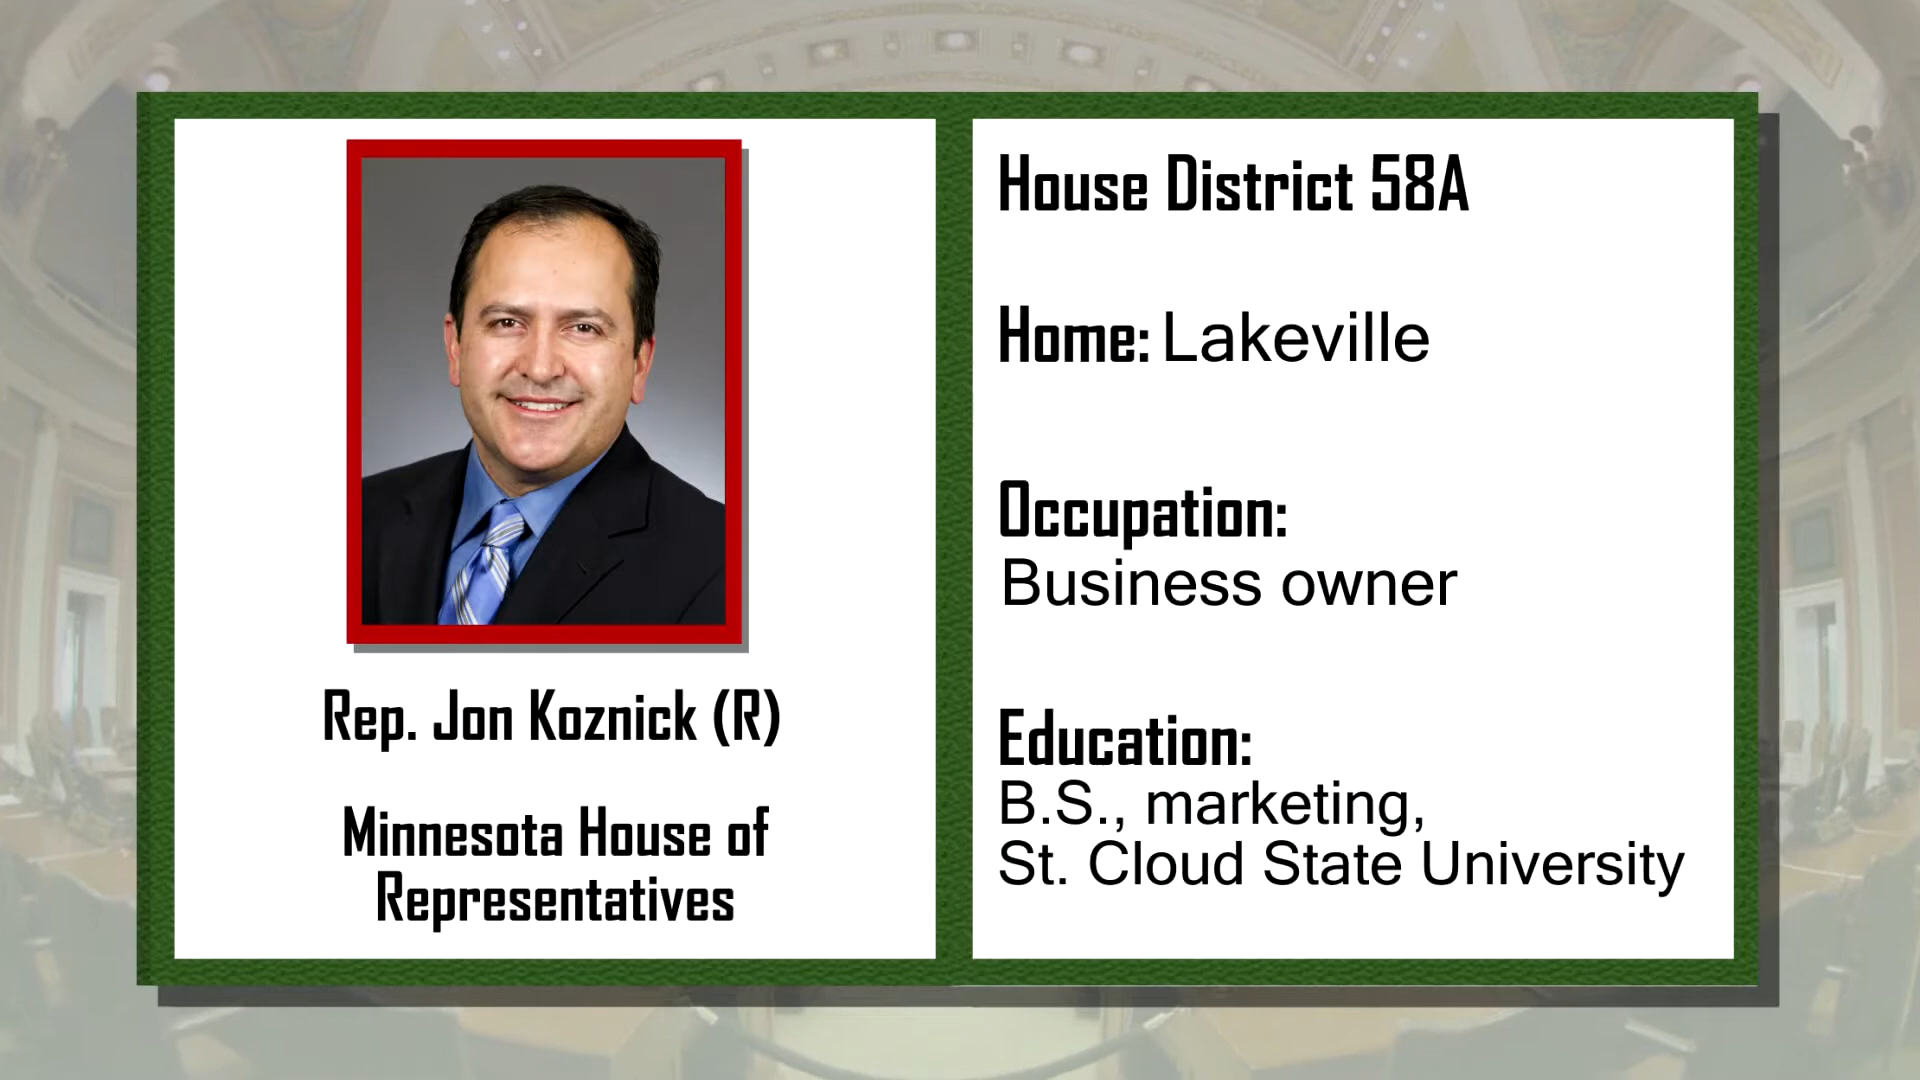 Rep. Jon Koznick (R)
Minnesota House of
Representatives
House District 58A
Home: Lakeville
Occupation:
Business owner
Education:
B.S., marketing,
St. Cloud State University